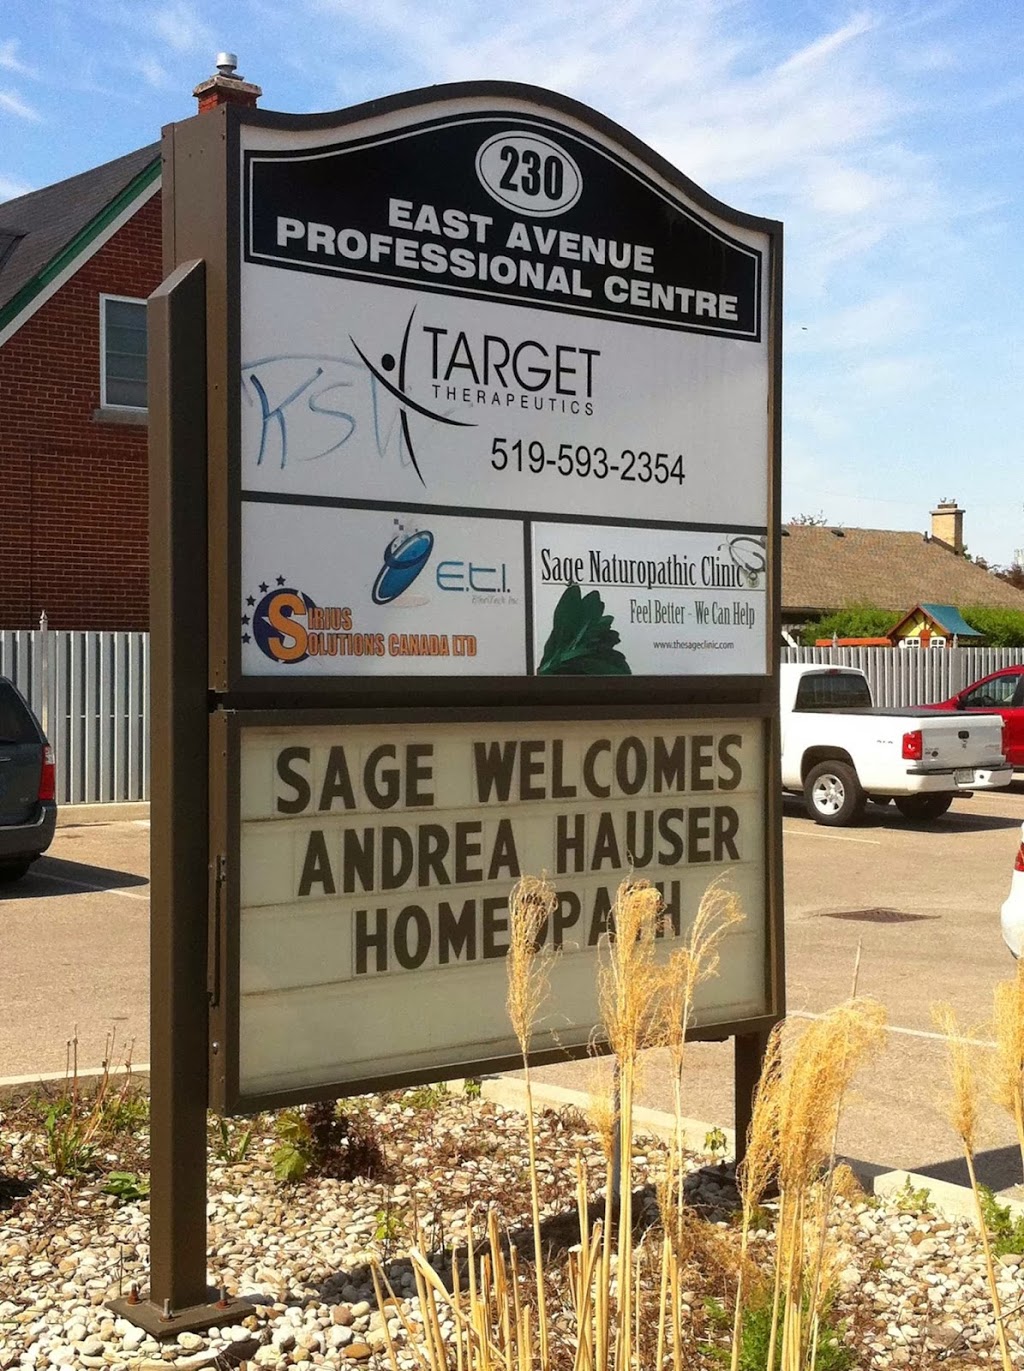 230
EAST AVENUE
PROFESSIONAL CENTRE
TARGET
THERAPEUTICS
519-593-2354
E.t.I.
SIRIUS
SOLUTIONS CANADA LTD
Sage Naturopathic Clinic
Feel Better - We Can Help
www.thesageclinic.com
SAGE WELCOMES
ANDREA HAUSER
HOMEOPATH